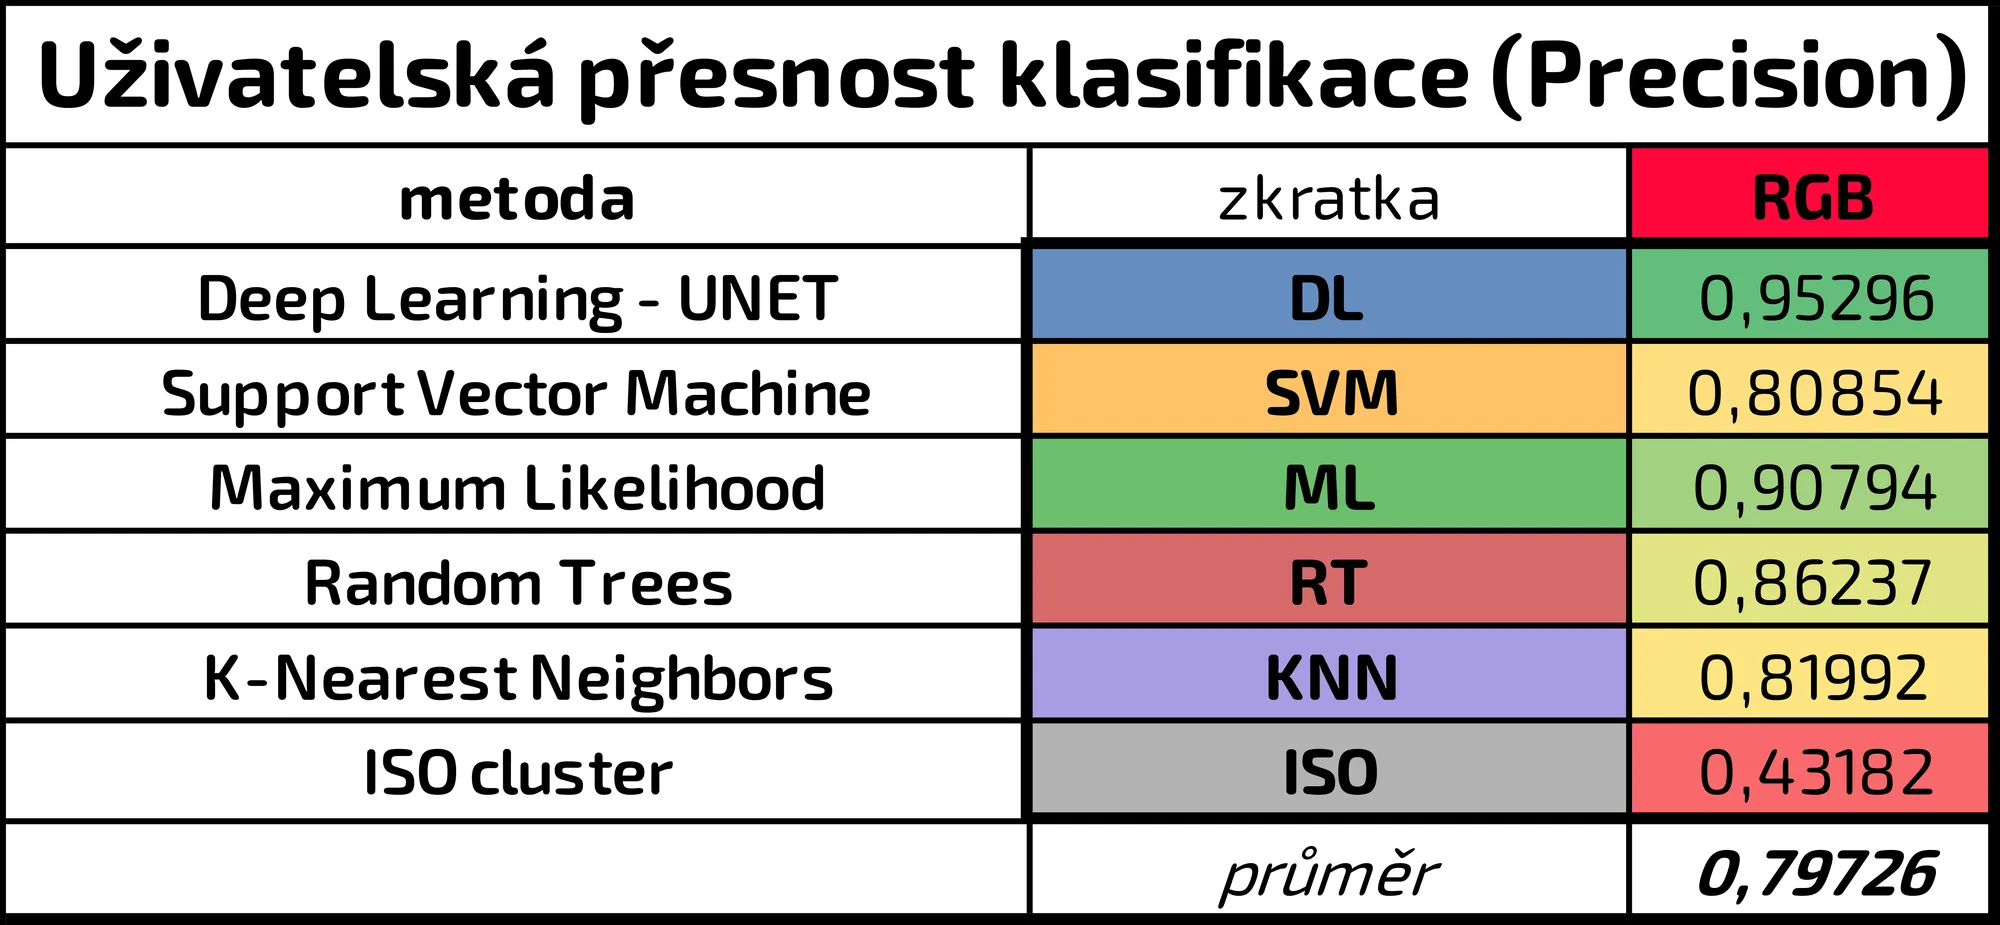 Uživatelská přesnost klasifikace (Precision)
metoda zkratka RGB
Deep Learning - UNET DL 0,95296
Support Vector Machine SVM 0,80854
Maximum Likelihood ML 0,90794
Random Trees RT 0,86237
K-Nearest Neighbors KNN 0,81992
ISO cluster ISO 0,43182
průměr 0,79726